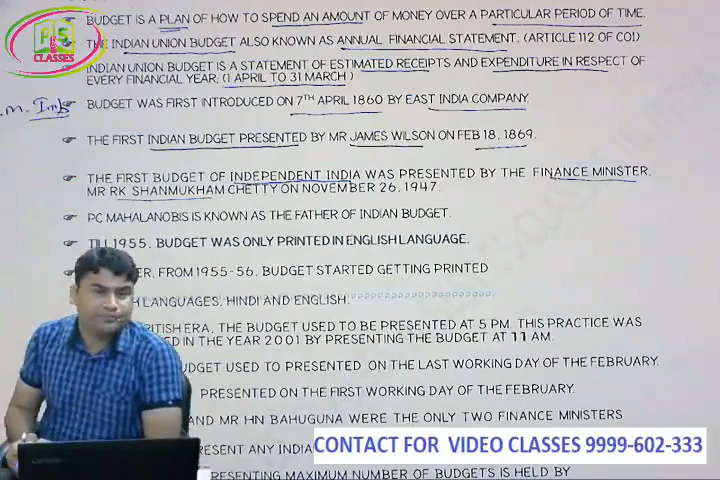 BUDGET IS A PLAN OF HOW TO SPEND AN AMOUNT OF MONEY OVER A PARTICULAR PERIOD OF TIME.
THE INDIAN UNION BUDGET ALSO KNOWN AS ANNUAL FINANCIAL STATEMENT. (ARTICLE 112 OF COI)
CLASSES
INDIAN UNION BUDGET IS A STATEMENT OF ESTIMATED RECEIPTS AND EXPENDITURE IN RESPECT OF
EVERY FINANCIAL YEAR. (1 APRIL TO 31 MARCH)
BUDGET WAS FIRST INTRODUCED ON 7TH APRIL 1860 BY EAST INDIA COMPANY
THE FIRST INDIAN BUDGET PRESENTED BY MR JAMES WILSON ON FEB 18, 1869.
THE FIRST BUDGET OF INDEPENDENT INDIA WAS PRESENTED BY THE FINANCE MINISTER,
MR RK SHANMUKHAM CHETTY ON NOVEMBER 26, 1947.
PC MAHALANOBIS IS KNOWN AS THE FATHER OF INDIAN BUDGET.
TILL 1955, BUDGET WAS ONLY PRINTED IN ENGLISH LANGUAGE.
ER, FROM 1955-56, BUDGET STARTED GETTING PRINTED
H LANGUAGES, HINDI AND ENGLISH.
RITISH ERA, THE BUDGET USED TO BE PRESENTED AT 5 PM. THIS PRACTICE WAS
ED IN THE YEAR 2001 BY PRESENTING THE BUDGET AT 11 AM.
UDGET USED TO PRESENTED ON THE LAST WORKING DAY OF THE FEBRUARY.
PRESENTED ON THE FIRST WORKING DAY OF THE FEBRUARY.
AND MR HN BAHUGUNA WERE THE ONLY TWO FINANCE MINISTERS
RESENT ANY INDIA
CONTACT FOR VIDEO CLASSES 9999-602-333
RESENTING MAXIMUM NUMBER OF BUDGETS IS HELD BY